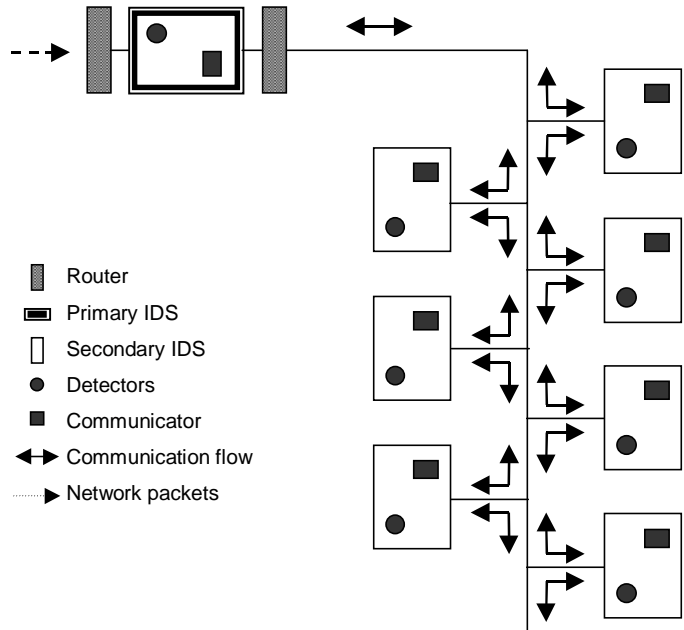 Router
Primary IDS
Secondary IDS
Detectors
Communicator
Communication flow
Network packets